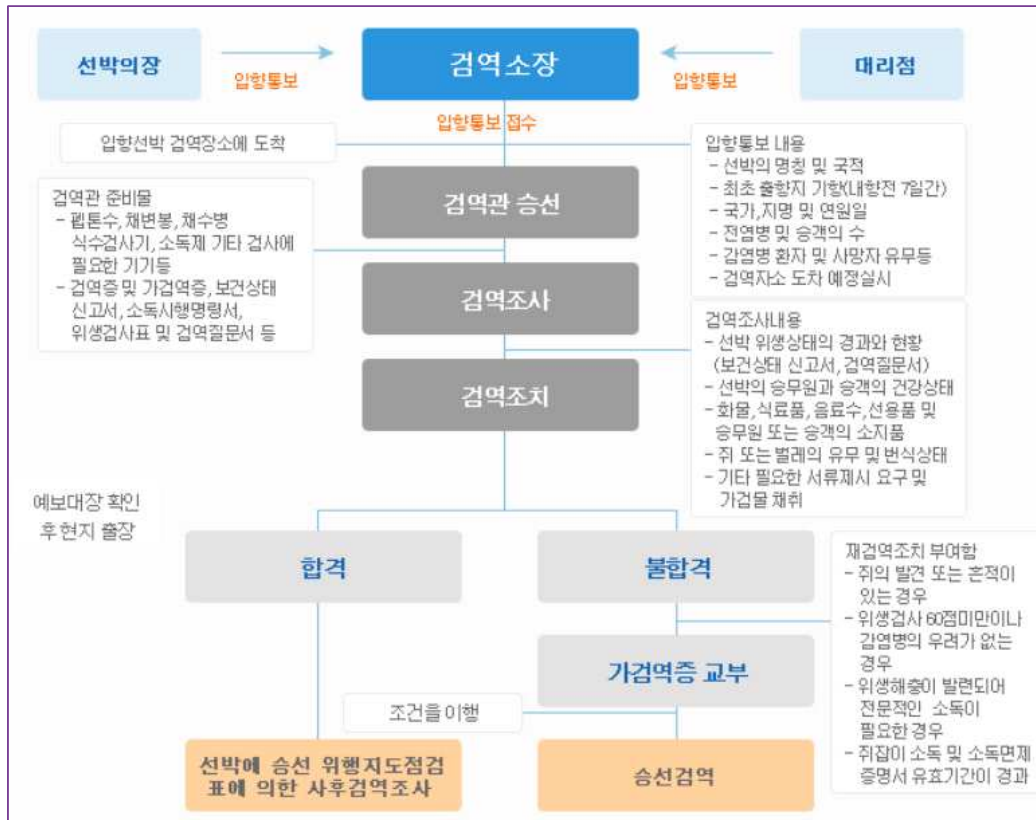 선박의장
검역소장
대리점
입항통보
입항통보
입항통보 접수
입항선박 검역장소에 도착
입항통보 내용
- 선박의 명칭 및 국적
- 최초 출항지 기항(내항전 7일간)
- 국가,지명 및 연원일
- 전염병 및 승객의 수
- 감염병 환자 및 사망자 유무등
- 검역자소 도차 예정실시
검역관 승선
검역관 준비물
- 펩톤수, 채변봉, 채수병
식수검사기, 소독제 기타 검사에
필요한 기기등
- 검역증 및 가검역증, 보건상태
신고서, 소독시행명령서,
위생검사표 및 검역질문서 등
검역조사
검역조사내용
- 선박 위생상태의 경과와 현황
(보건상태 신고서, 검역질문서)
- 선박의 승무원과 승객의 건강상태
- 화물,식료품,음료수,선용품 및
승무원 또는 승객의 소지품
- 쥐 또는 벌레의 유무 및 번식상태
- 기타 필요한 서류제시 요구 및
가검물 채취
검역조치
예보대장 확인
후 현지 출장
합격
불합격
재검역조치 부여함
- 쥐의 발견 또는 흔적이
있는 경우
- 위생검사 60점미만이나
감염병의 우려가 없는
경우
- 위생해충이 발련되어
전문적인 소독이
필요한 경우
- 쥐잡이 소독 및 소독면제
증명서 유효기간이 경과
가검역증 교부
조건을 이행
선박에 승선 위행지도점검
표에 의한 사후검역조사
승선검역